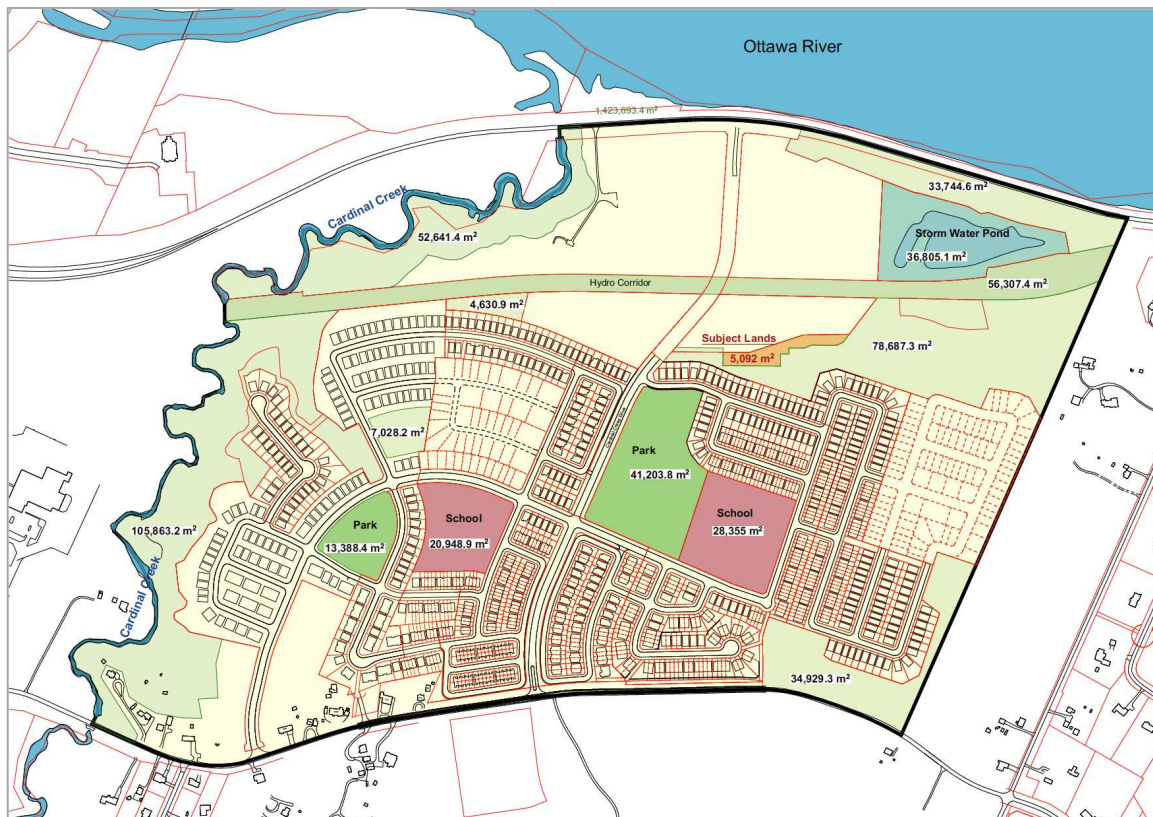 Ottawa River
1,423,693.4 m²
33,744.6 m²
Cardinal Creek
52,641.4 m²
Storm Water Pond
36,805.1 m²
Hydro Corridor
56,307.4 m²
4,630.9 m²
Subject Lands
5,092 m²
78,687.3 m²
7,028.2 m²
Park
41,203.8 m²
School
28,355 m²
Park
13,388.4 m²
School
20,948.9 m²
105,863.2 m²
Cardinal Creek
34,929.3 m²